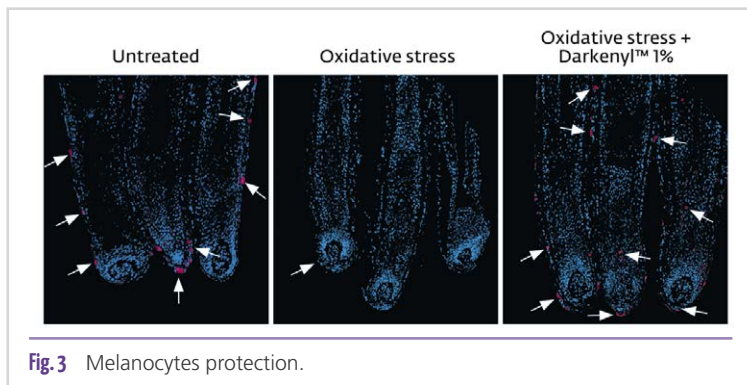 Untreated
Oxidative stress
Oxidative stress +
Darkenyl™ 1%
Fig. 3 Melanocytes protection.